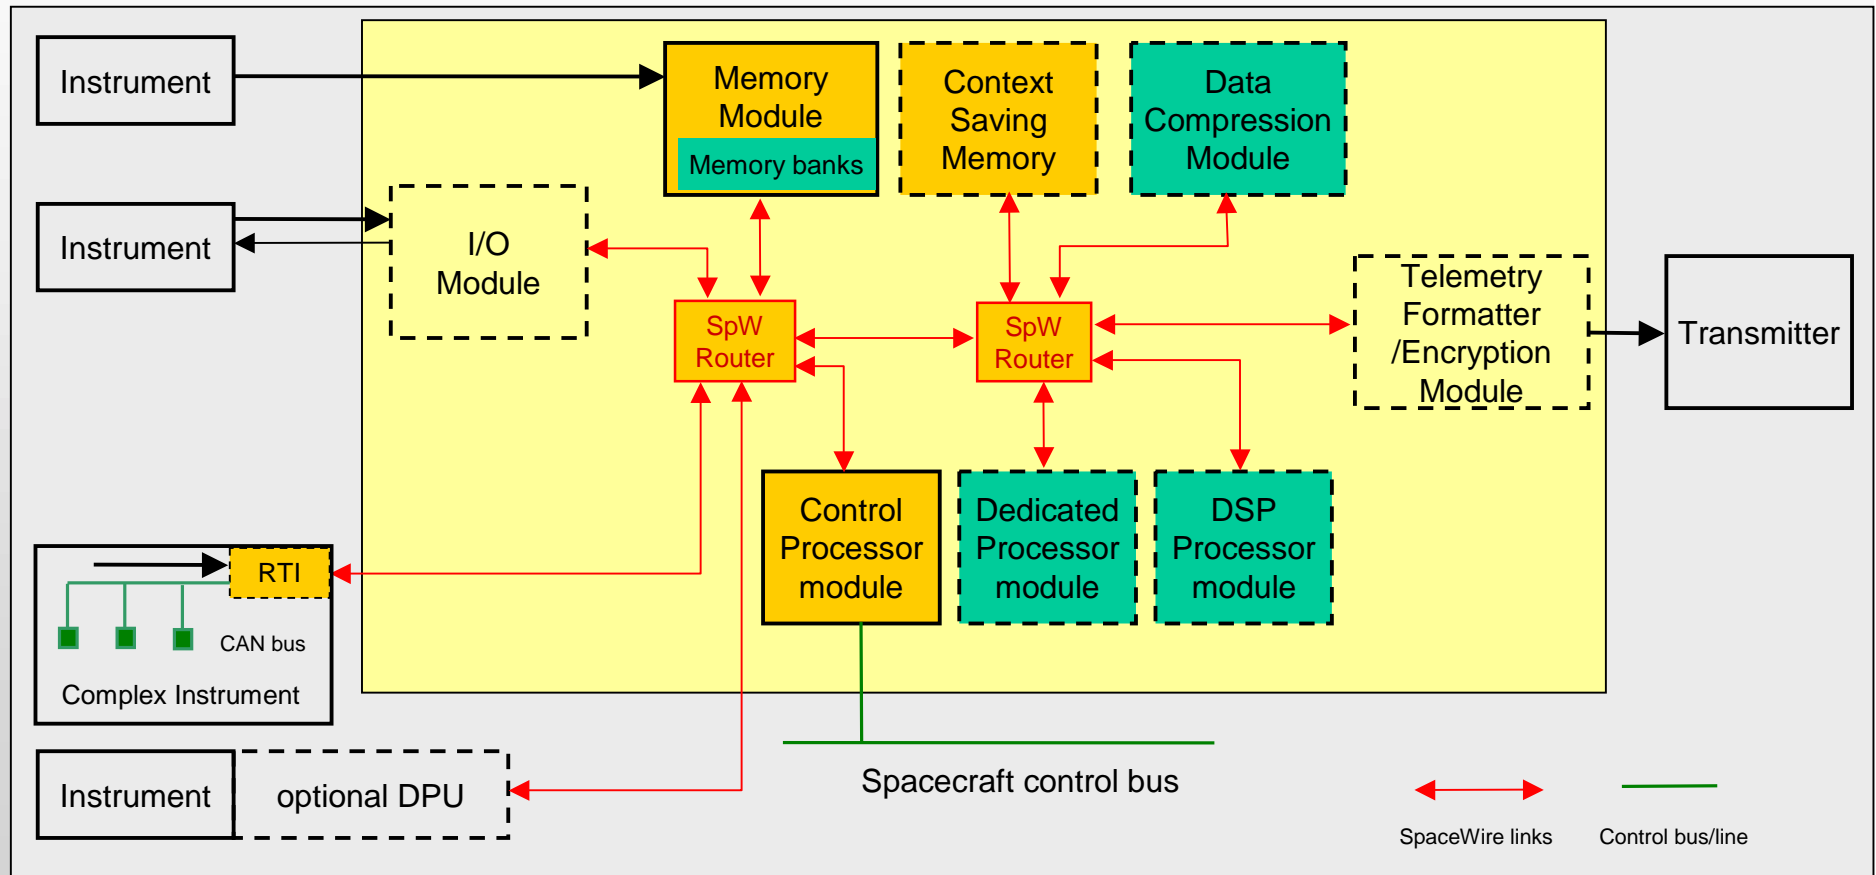 Instrument
Memory
Module
Memory banks
Context
Saving
Memory
Data
Compression
Module
Instrument
I/O
Module
SpW
Router
SpW
Router
Telemetry
Formatter
/Encryption
Module
Transmitter
Control
Processor
module
Dedicated
Processor
module
DSP
Processor
module
RTI
CAN bus
Complex Instrument
Instrument
optional DPU
Spacecraft control bus
SpaceWire links
Control bus/line